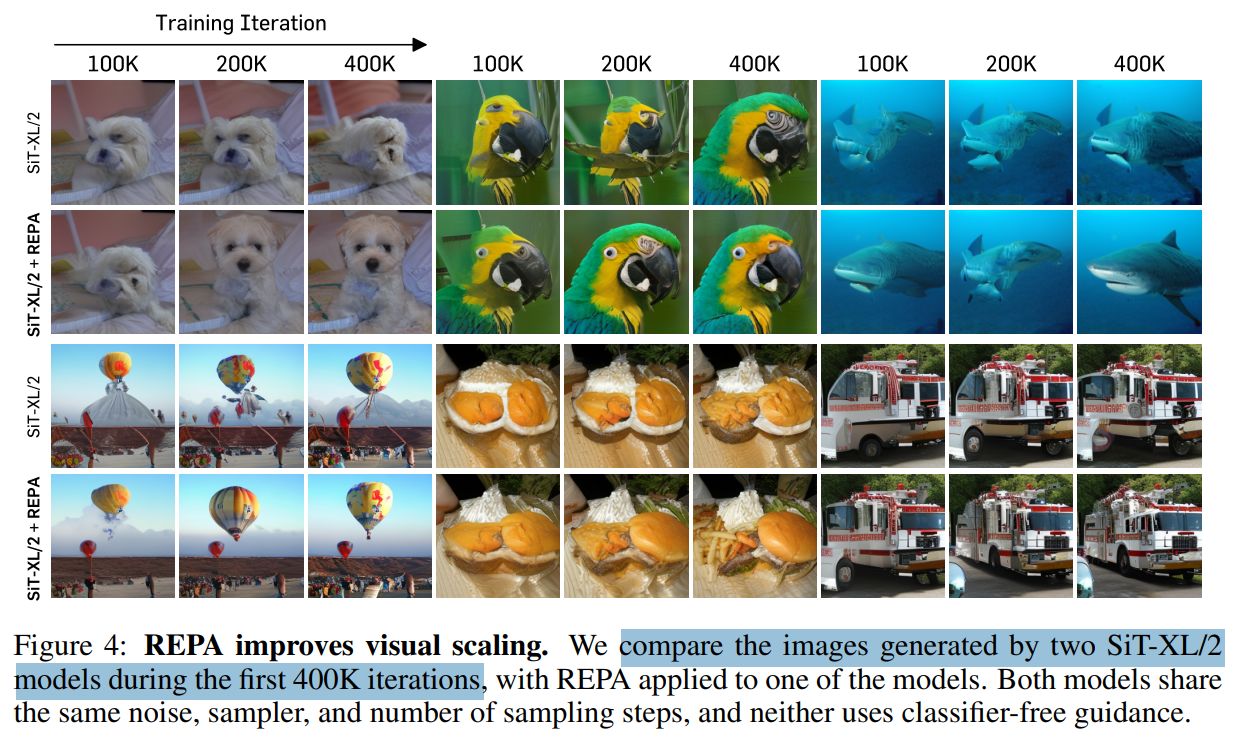 Training Iteration
100K 200K 400K 100K 200K 400K 100K 200K 400K
SiT-XL/2
SiT-XL/2 + REPA
SiT-XL/2
SiT-XL/2 + REPA
Figure 4: REPA improves visual scaling. We compare the images generated by two SiT-XL/2
models during the first 400K iterations, with REPA applied to one of the models. Both models share
the same noise, sampler, and number of sampling steps, and neither uses classifier-free guidance.